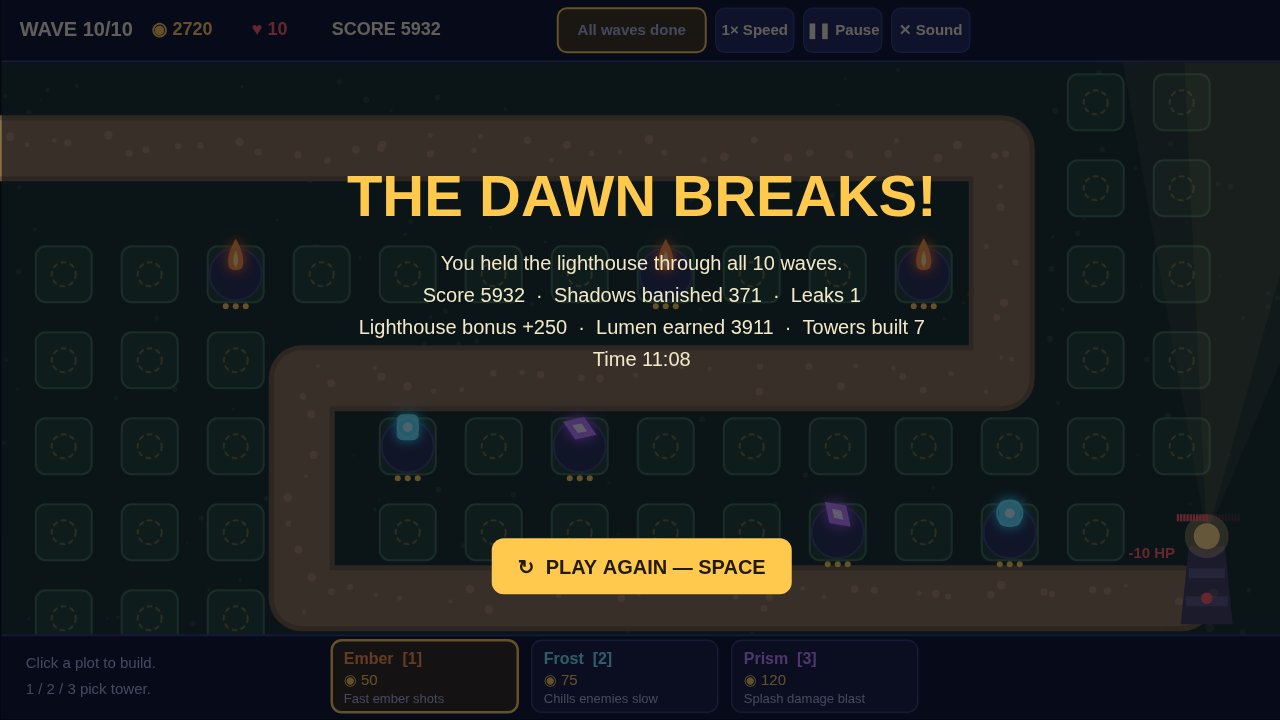 WAVE 10/10 ◉ 2720 ♥ 10 SCORE 5932 All waves done 1× Speed ❚❚ Pause ✕ Sound
THE DAWN BREAKS!
You held the lighthouse through all 10 waves.
Score 5932 · Shadows banished 371 · Leaks 1
Lighthouse bonus +250 · Lumen earned 3911 · Towers built 7
Time 11:08
-10 HP
↻ PLAY AGAIN — SPACE
Click a plot to build.
1 / 2 / 3 pick tower.
Ember [1]
◉ 50
Fast ember shots
Frost [2]
◉ 75
Chills enemies slow
Prism [3]
◉ 120
Splash damage blast